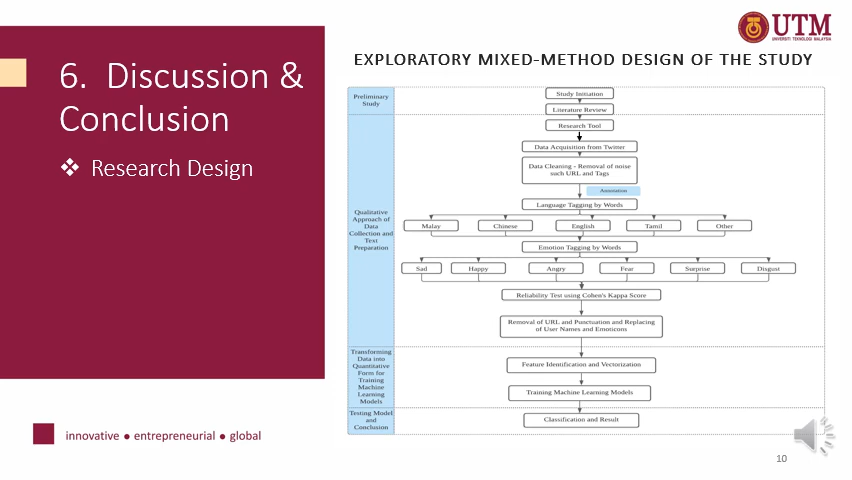 UTM
UNIVERSITI TEKNOLOGI MALAYSIA
6. Discussion &
Conclusion
❖ Research Design
EXPLORATORY MIXED-METHOD DESIGN OF THE STUDY
Preliminary
Study
Study Initiation
Literature Review
Qualitative
Approach of
Data
Collection and
Text
Preparation
Research Tool
Data Acquisition from Twitter
Data Cleaning - Removal of noise
such URL and Tags
Annotation
Language Tagging by Words
Malay
Chinese
English
Tamil
Other
Emotion Tagging by Words
Sad
Happy
Angry
Fear
Surprise
Disgust
Reliability Test using Cohen's Kappa Score
Removal of URL and Punctuation and Replacing
of User Names and Emoticons
Transforming
Data into
Quantitative
Form for
Training
Machine
Learning
Models
Feature Identification and Vectorization
Training Machine Learning Models
Testing Model
and
Conclusion
Classification and Result
innovative ● entrepreneurial ● global
10